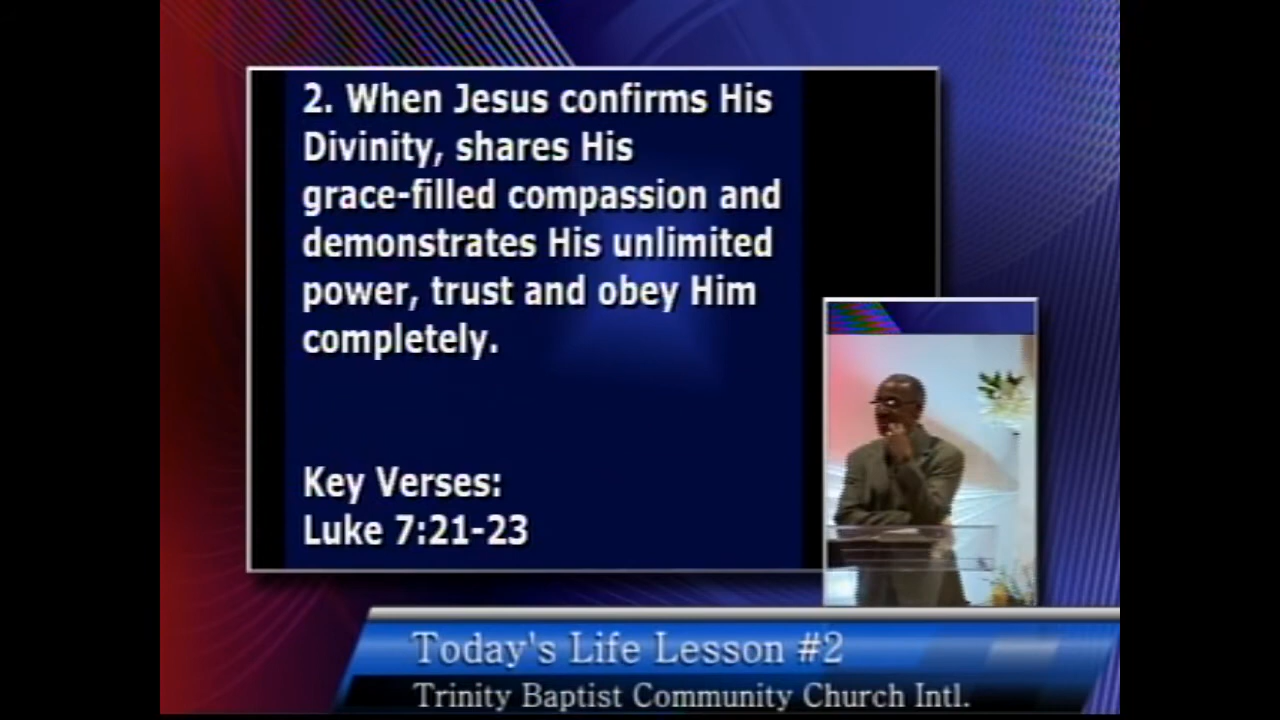 2. When Jesus confirms His
Divinity, shares His
grace-filled compassion and
demonstrates His unlimited
power, trust and obey Him
completely.
Key Verses:
Luke 7:21-23
Today's Life Lesson #2
Trinity Baptist Community Church Intl.